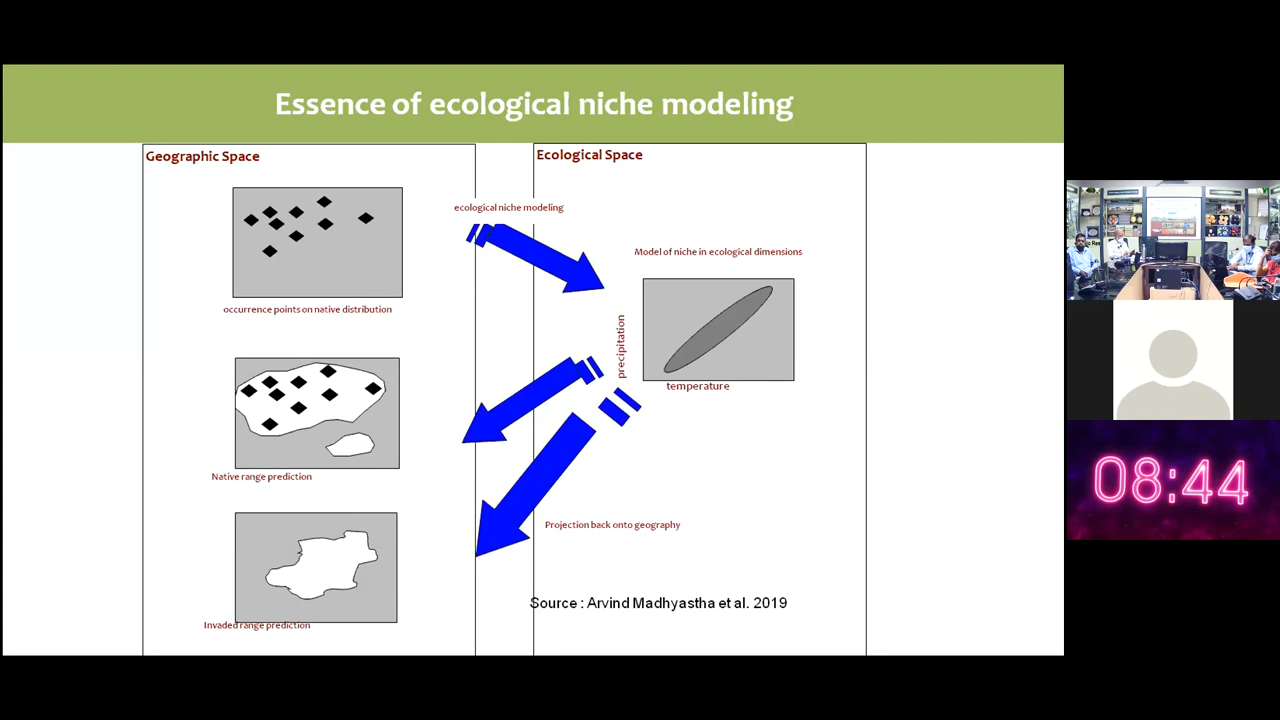 Essence of ecological niche modeling
Geographic Space
occurrence points on native distribution
Native range prediction
Invaded range prediction
ecological niche modeling
Ecological Space
Model of niche in ecological dimensions
precipitation
temperature
Projection back onto geography
Source : Arvind Madhyastha et al. 2019
08:44